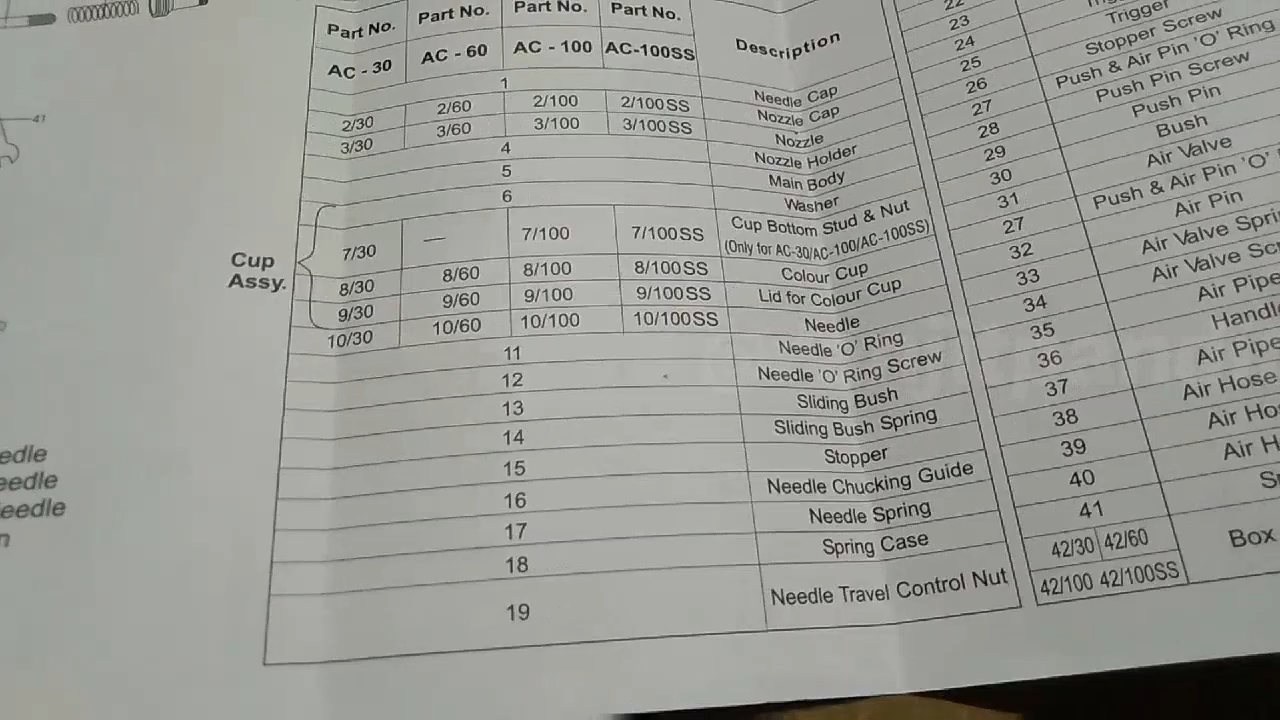 41
Part No. Part No. Part No. Part No. Description
AC - 30 AC - 60 AC - 100 AC-100SS
1 Needle Cap
2/30 2/60 2/100 2/100SS Nozzle Cap
3/30 3/60 3/100 3/100SS Nozzle
4 Nozzle Holder
5 Main Body
6 Washer
Cup Assy.
7/30 — 7/100 7/100SS Cup Bottom Stud & Nut
(Only for AC-30/AC-100/AC-100SS)
8/30 8/60 8/100 8/100SS Colour Cup
9/30 9/60 9/100 9/100SS Lid for Colour Cup
10/30 10/60 10/100 10/100SS Needle
11 Needle 'O' Ring
12 Needle 'O' Ring Screw
13 Sliding Bush
14 Sliding Bush Spring
15 Stopper
16 Needle Chucking Guide
17 Needle Spring
18 Spring Case
19 Needle Travel Control Nut
22
23 Trigger
24 Stopper Screw
25 Push & Air Pin 'O' Ring
26 Push Pin Screw
27 Push Pin
28 Bush
29 Air Valve
30 Push & Air Pin 'O'
31 Air Pin
27 Air Valve Spri
32 Air Valve Sc
33 Air Pipe
34 Handle
35 Air Pipe
36 Air Hose
37 Air Ho
38 Air H
39
40
41
42/30 42/60 Box
42/100 42/100SS
edle
eedle
eedle
n